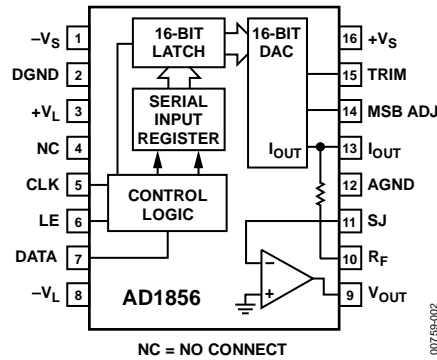 –VS 1
DGND 2
+VL 3
NC 4
CLK 5
LE 6
DATA 7
–VL 8
16-BIT
LATCH
SERIAL
INPUT
REGISTER
CONTROL
LOGIC
16-BIT
DAC
IOUT
–
+
AD1856
16 +VS
15 TRIM
14 MSB ADJ
13 IOUT
12 AGND
11 SJ
10 RF
9 VOUT
NC = NO CONNECT
00759-002